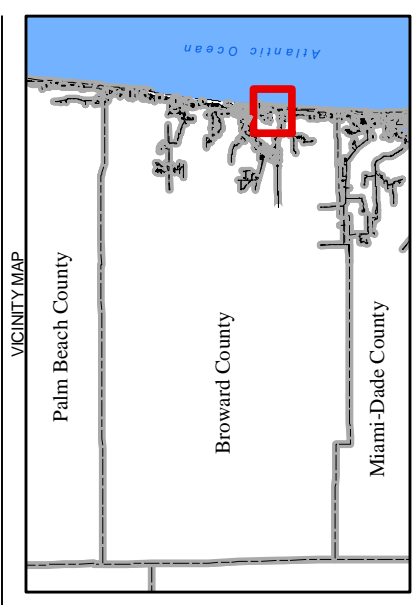 VICINITY MAP
Atlantic Ocean
Palm Beach County
Broward County
Miami-Dade County